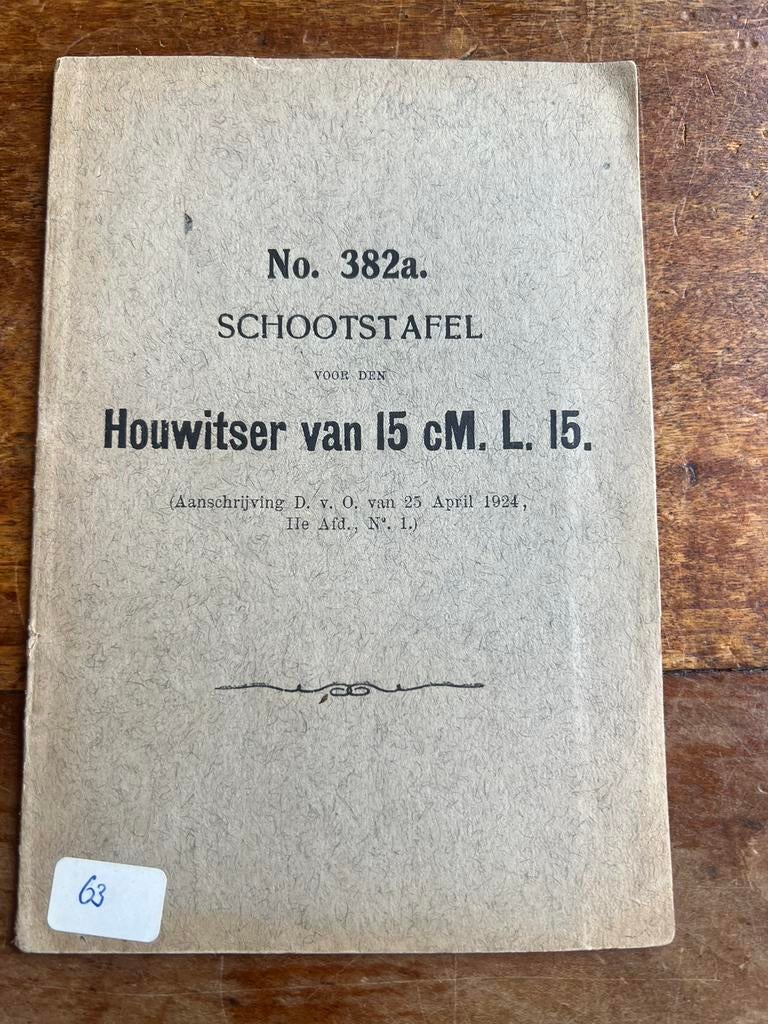 No. 382a.
SCHOOTSTAFEL
VOOR DEN
Houwitser van 15 cM. L. 15.
(Aanschrijving D. v. O. van 25 April 1924,
IIe Afd., N°. 1.)
63